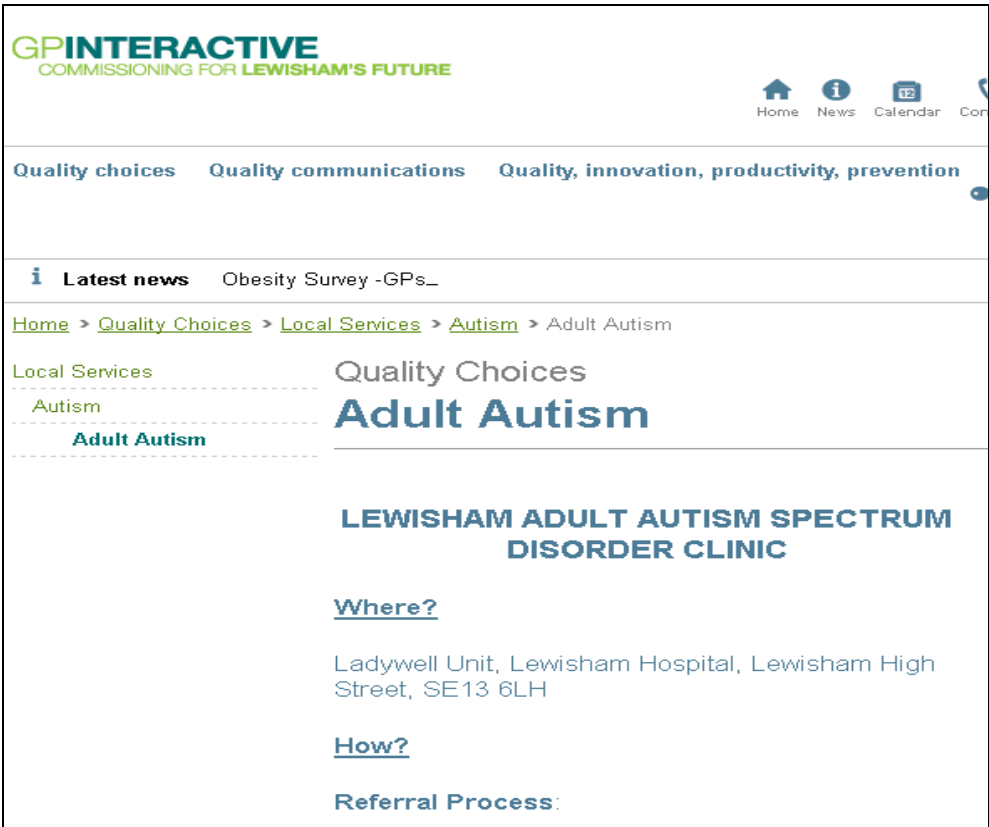 GPINTERACTIVE
COMMISSIONING FOR LEWISHAM'S FUTURE
Home News Calendar
Quality choices Quality communications Quality, innovation, productivity, prevention
i Latest news Obesity Survey -GPs_
Home > Quality Choices > Local Services > Autism > Adult Autism
Local Services
Autism
Adult Autism
Quality Choices
Adult Autism
LEWISHAM ADULT AUTISM SPECTRUM
DISORDER CLINIC
Where?
Ladywell Unit, Lewisham Hospital, Lewisham High
Street, SE13 6LH
How?
Referral Process: